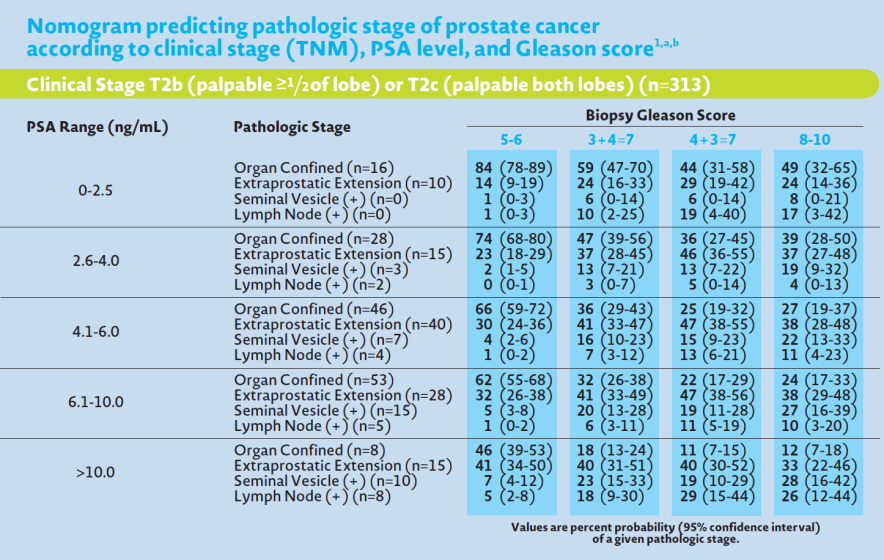 Nomogram predicting pathologic stage of prostate cancer
according to clinical stage (TNM), PSA level, and Gleason score1,a,b
Clinical Stage T2b (palpable ≥1/2of lobe) or T2c (palpable both lobes) (n=313)
PSA Range (ng/mL) Pathologic Stage Biopsy Gleason Score
5-6 3+4=7 4+3=7 8-10
0-2.5
Organ Confined (n=16) 84 (78-89) 59 (47-70) 44 (31-58) 49 (32-65)
Extraprostatic Extension (n=10) 14 (9-19) 24 (16-33) 29 (19-42) 24 (14-36)
Seminal Vesicle (+) (n=0) 1 (0-3) 6 (0-14) 6 (0-14) 8 (0-21)
Lymph Node (+) (n=0) 1 (0-3) 10 (2-25) 19 (4-40) 17 (3-42)
2.6-4.0
Organ Confined (n=28) 74 (68-80) 47 (39-56) 36 (27-45) 39 (28-50)
Extraprostatic Extension (n=15) 23 (18-29) 37 (28-45) 46 (36-55) 37 (27-48)
Seminal Vesicle (+) (n=3) 2 (1-5) 13 (7-21) 13 (7-22) 19 (9-32)
Lymph Node (+) (n=2) 0 (0-1) 3 (0-7) 5 (0-14) 4 (0-13)
4.1-6.0
Organ Confined (n=46) 66 (59-72) 36 (29-43) 25 (19-32) 27 (19-37)
Extraprostatic Extension (n=40) 30 (24-36) 41 (33-47) 47 (38-55) 38 (28-48)
Seminal Vesicle (+) (n=7) 4 (2-6) 16 (10-23) 15 (9-23) 22 (13-33)
Lymph Node (+) (n=4) 1 (0-2) 7 (3-12) 13 (6-21) 11 (4-23)
6.1-10.0
Organ Confined (n=53) 62 (55-68) 32 (26-38) 22 (17-29) 24 (17-33)
Extraprostatic Extension (n=28) 32 (26-38) 41 (33-49) 47 (38-56) 38 (29-48)
Seminal Vesicle (+) (n=15) 5 (3-8) 20 (13-28) 19 (11-28) 27 (16-39)
Lymph Node (+) (n=5) 1 (0-2) 6 (3-11) 11 (5-19) 10 (3-20)
>10.0
Organ Confined (n=8) 46 (39-53) 18 (13-24) 11 (7-15) 12 (7-18)
Extraprostatic Extension (n=15) 41 (34-50) 40 (31-51) 40 (30-52) 33 (22-46)
Seminal Vesicle (+) (n=10) 7 (4-12) 23 (15-33) 19 (10-29) 28 (16-42)
Lymph Node (+) (n=8) 5 (2-8) 18 (9-30) 29 (15-44) 26 (12-44)
Values are percent probability (95% confidence interval)
of a given pathologic stage.